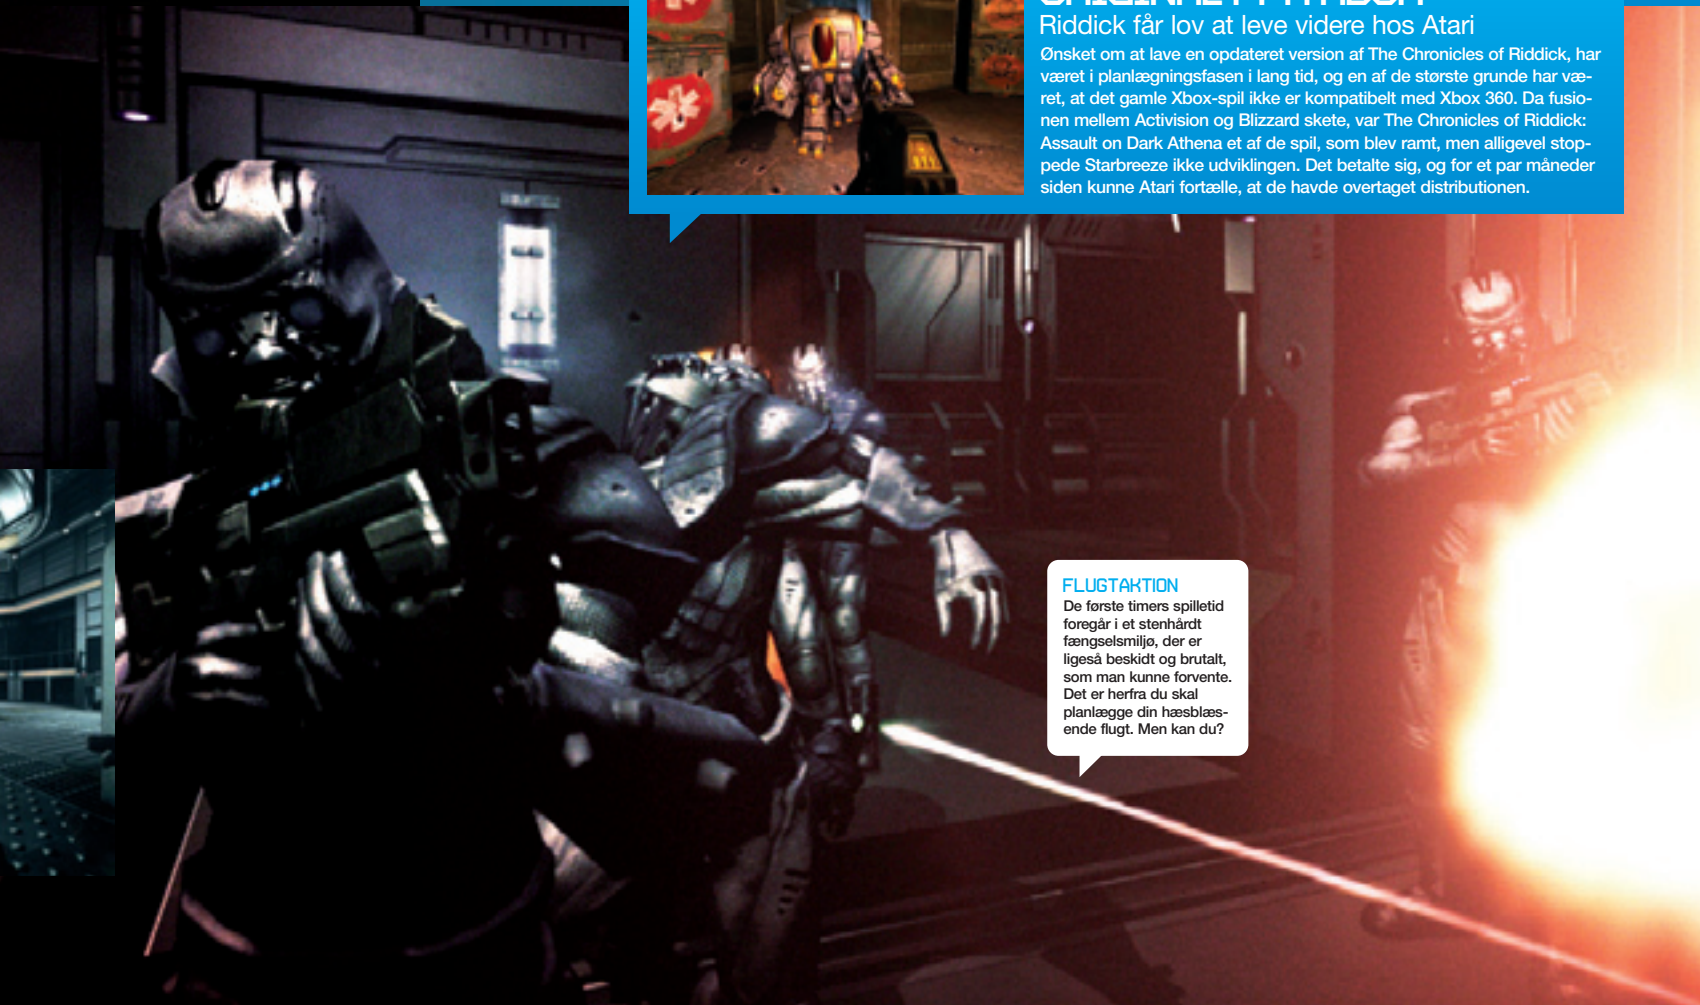 Riddick får lov at leve videre hos Atari
Ønsket om at lave en opdateret version af The Chronicles of Riddick, har
været i planlægningsfasen i lang tid, og en af de største grunde har væ-
ret, at det gamle Xbox-spil ikke er kompatibelt med Xbox 360. Da fusio-
nen mellem Activision og Blizzard skete, var The Chronicles of Riddick:
Assault on Dark Athena et af de spil, som blev ramt, men alligevel stop-
pede Starbreeze ikke udviklingen. Det betalte sig, og for et par måneder
siden kunne Atari fortælle, at de havde overtaget distributionen.
FLUGTAKTION
De første timers spilletid
foregår i et stenhårdt
fængselsmiljø, der er
ligeså beskidt og brutalt,
som man kunne forvente.
Det er herfra du skal
planlægge din hæsblæs-
ende flugt. Men kan du?